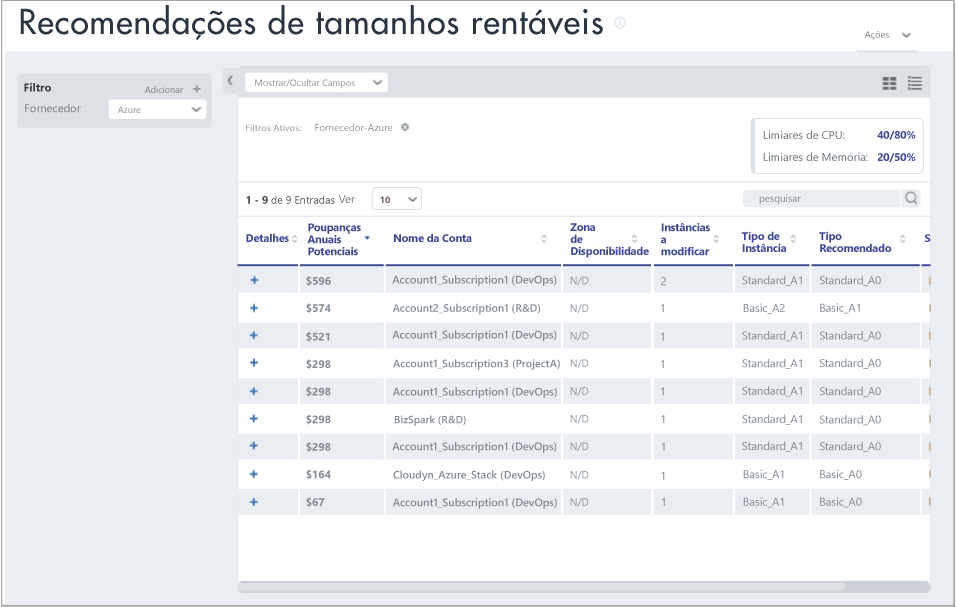 Recomendações de tamanhos rentáveis
Ações
Filtro
Adicionar +
Fornecedor
Azure
Mostrar/Ocultar Campos
Filtros Ativos: Fornecedor-Azure
Limiares de CPU: 40/80%
Limiares de Memória: 20/50%
1 - 9 de 9 Entradas Ver 10
pesquisar
Detalhes Poupanças Anuais Potenciais Nome da Conta Zona de Disponibilidade Instâncias a modificar Tipo de Instância Tipo Recomendado S
+ $596 Account1_Subscription1 (DevOps) N/D 2 Standard_A1 Standard_A0
+ $574 Account2_Subscription1 (R&D) N/D 1 Basic_A2 Basic_A1
+ $521 Account1_Subscription1 (DevOps) N/D 1 Standard_A1 Standard_A0
+ $298 Account1_Subscription3 (ProjectA) N/D 1 Standard_A1 Standard_A0
+ $298 Account1_Subscription1 (DevOps) N/D 1 Standard_A1 Standard_A0
+ $298 BizSpark (R&D) N/D 1 Standard_A1 Standard_A0
+ $298 Account1_Subscription1 (DevOps) N/D 1 Standard_A1 Standard_A0
+ $164 Cloudyn_Azure_Stack (DevOps) N/D 1 Basic_A1 Basic_A0
+ $67 Account1_Subscription1 (DevOps) N/D 1 Basic_A1 Basic_A0